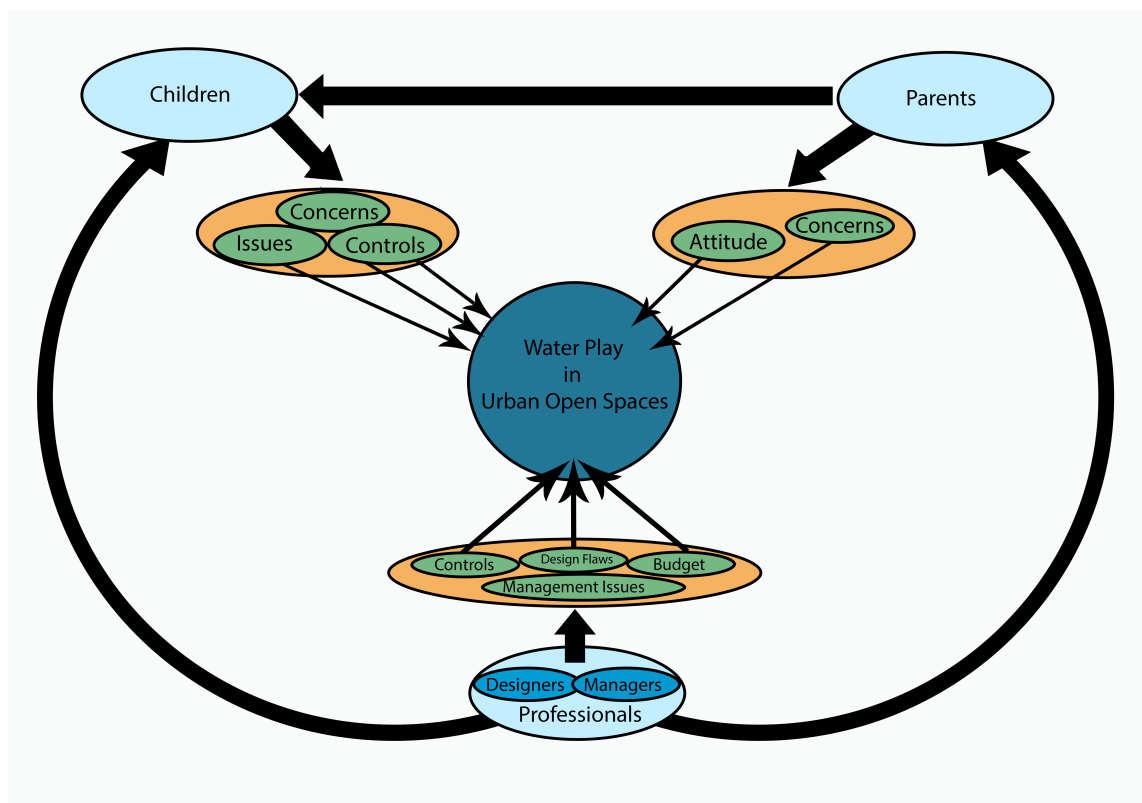 Children
Parents
Concerns
Issues
Controls
Attitude
Concerns
Water Play
in
Urban Open Spaces
Controls
Design Flaws
Budget
Management Issues
Designers
Managers
Professionals